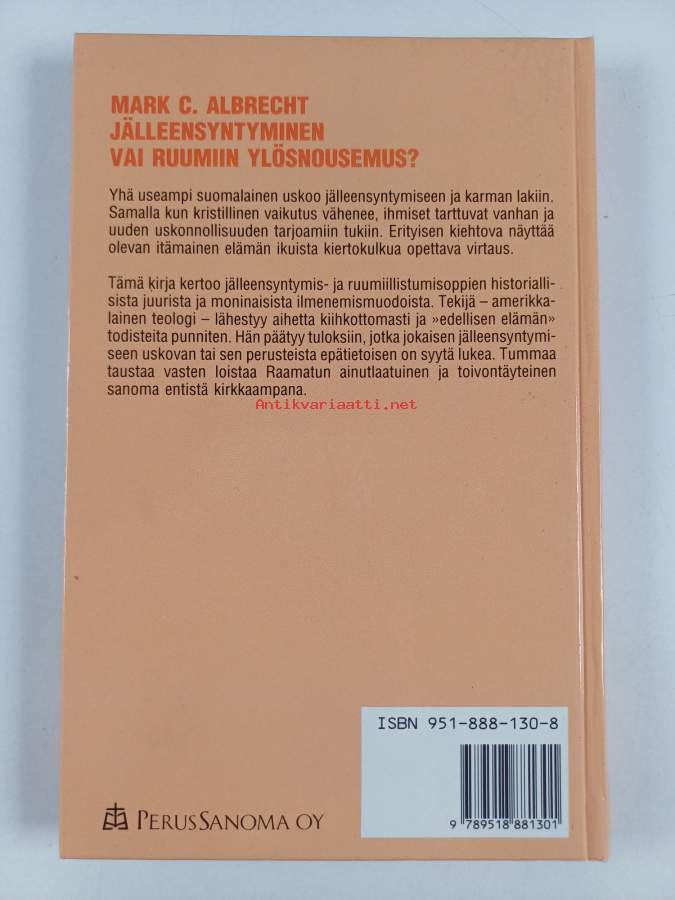 MARK C. ALBRECHT
JÄLLEENSYNTYMINEN
VAI RUUMIIN YLÖSNOUSEMUS?
Yhä useampi suomalainen uskoo jälleensyntymiseen ja karman lakiin.
Samalla kun kristillinen vaikutus vähenee, ihmiset tarttuvat vanhan ja
uuden uskonnollisuuden tarjoamiin tukiin. Erityisen kiehtova näyttää
olevan itämainen elämän ikuista kiertokulkua opettava virtaus.
Tämä kirja kertoo jälleensyntymis- ja ruumiillistumisoppien historialli-
sista juurista ja moninaisista ilmenemismuodoista. Tekijä – amerikka-
lainen teologi – lähestyy aihetta kiihkottomasti ja »edellisen elämän»
todisteita punniten. Hän päätyy tuloksiin, jotka jokaisen jälleensyntymi-
seen uskovan tai sen perusteista epätietoisen on syytä lukea. Tummaa
taustaa vasten loistaa Raamatun ainutlaatuinen ja toivontäyteinen
sanoma entistä kirkkaampana.
Antikvariaatti.net
ISBN 951-888-130-8
9 789518 881301
PERUSSANOMA OY